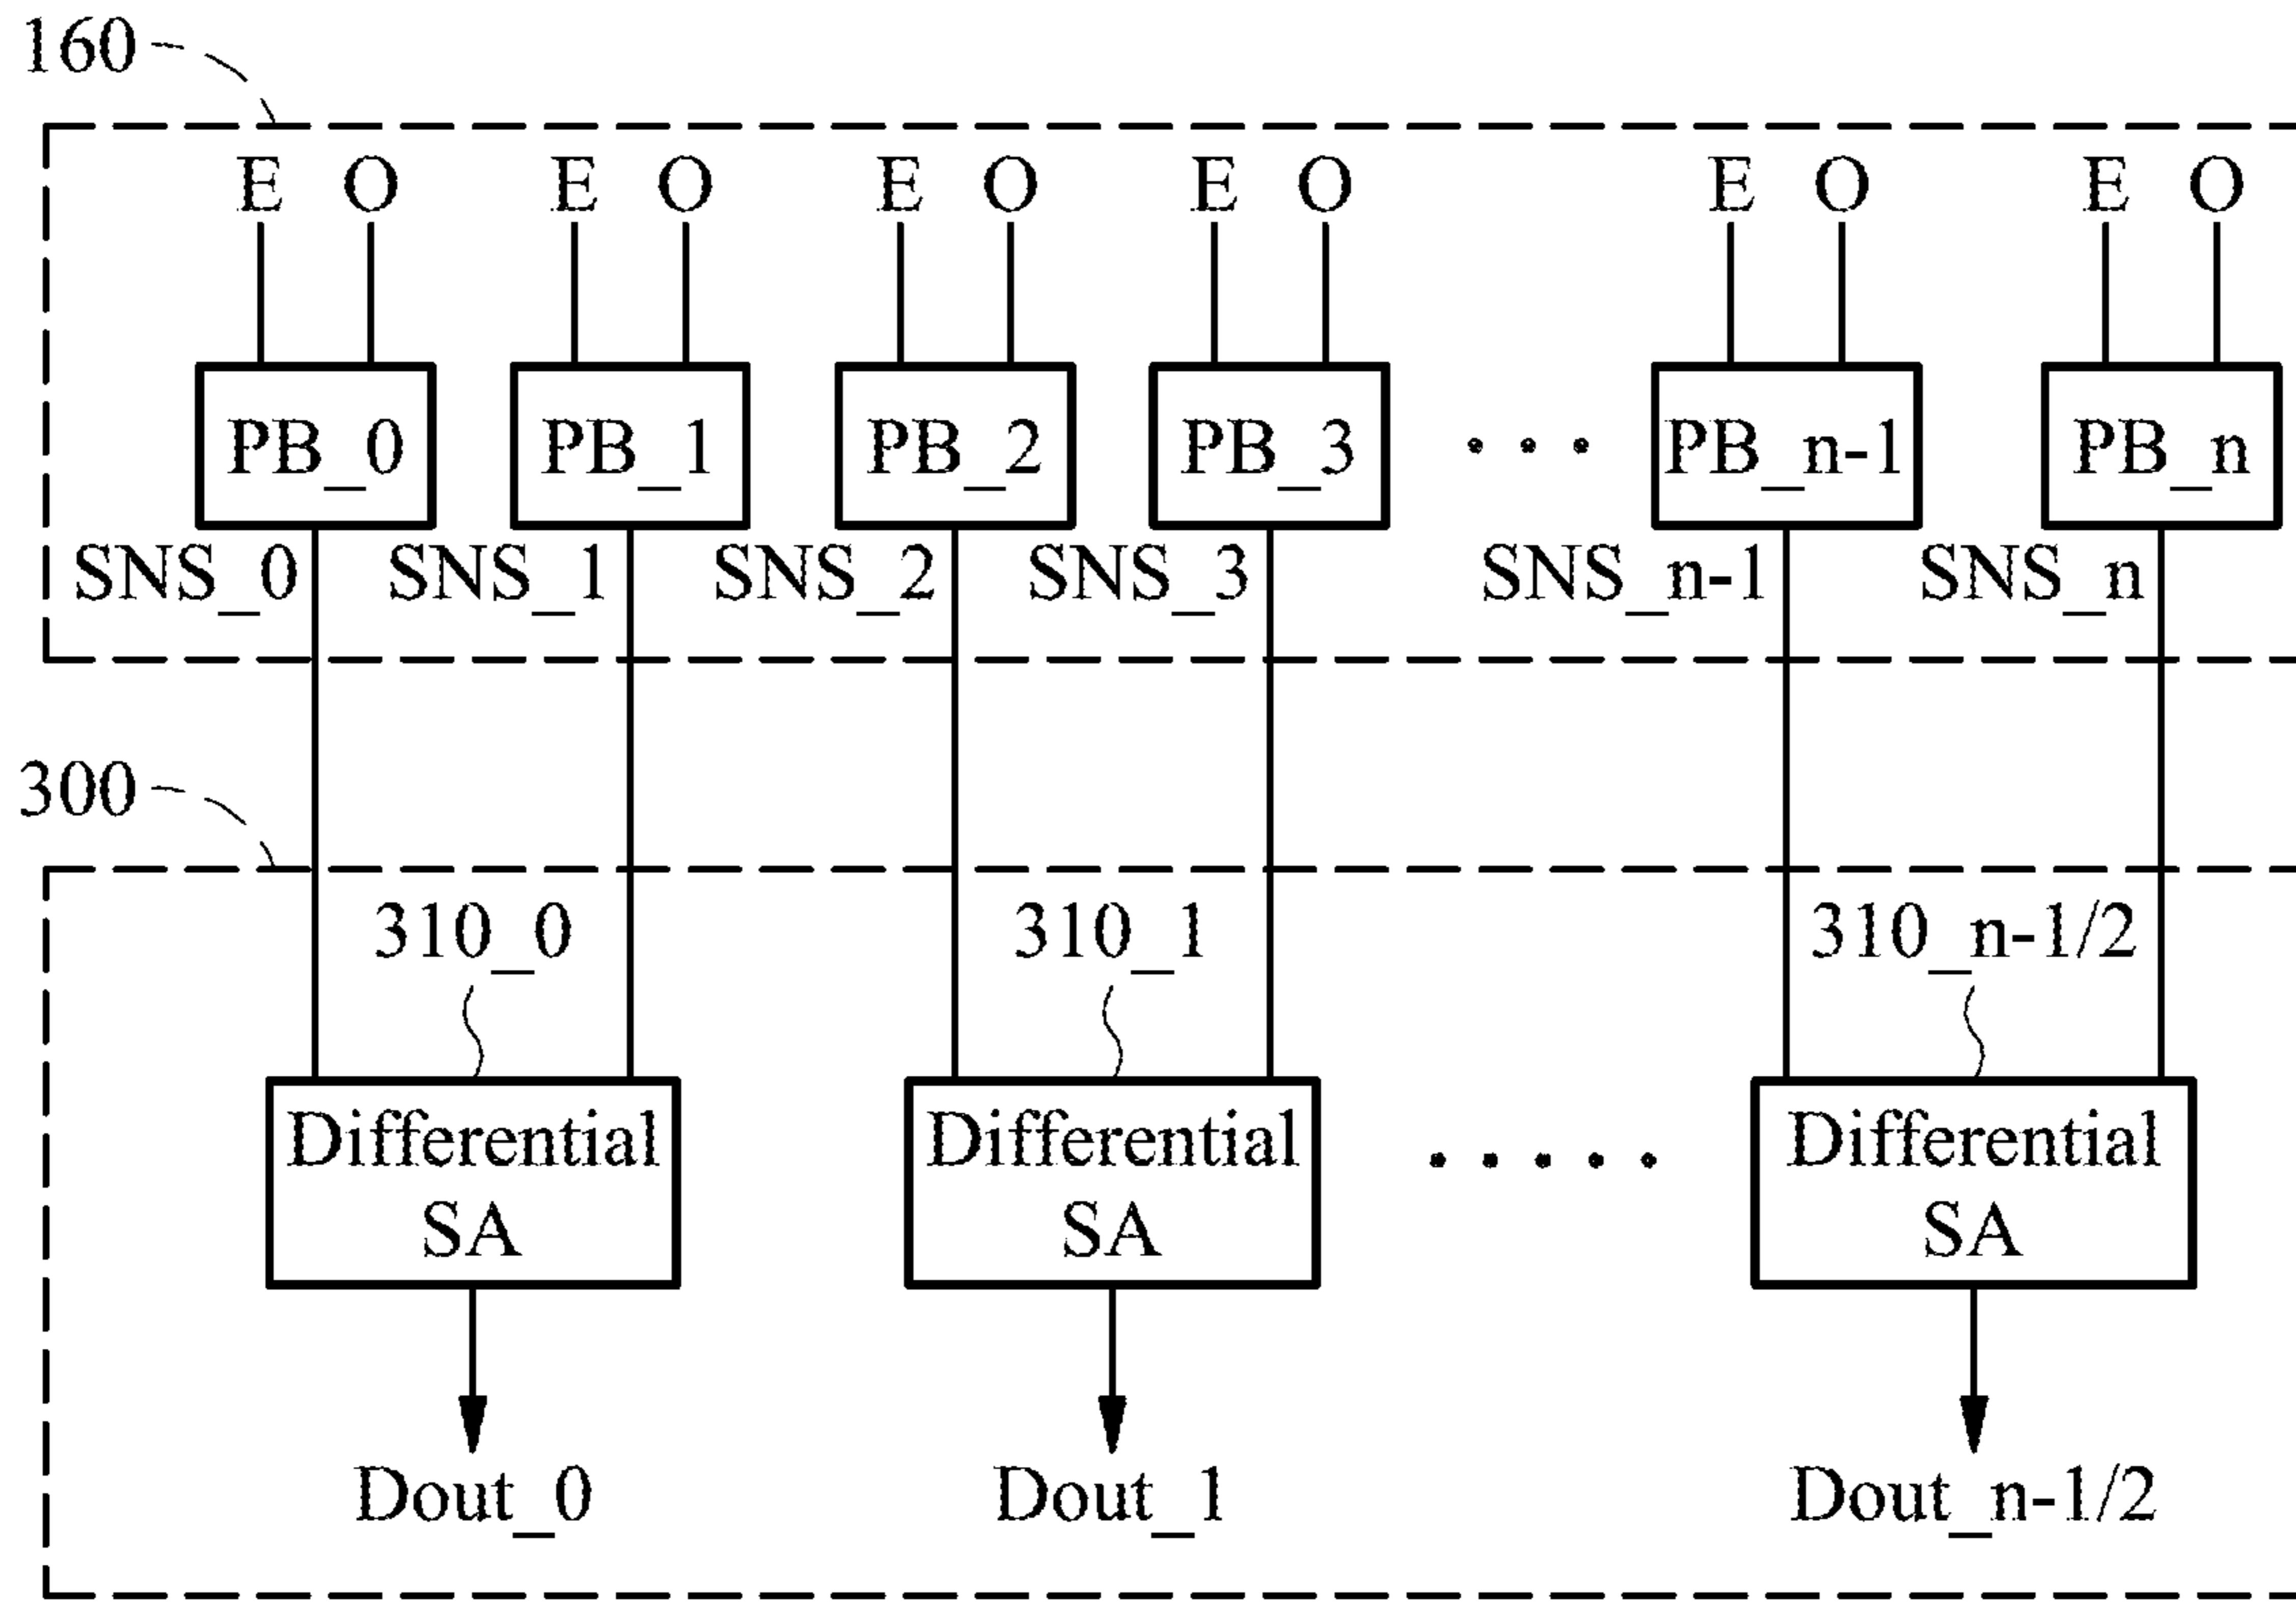 160
E O E O E O E O E O E O
PB_0 PB_1 PB_2 PB_3 ... PB_n-1 PB_n
SNS_0 SNS_1 SNS_2 SNS_3 SNS_n-1 SNS_n
300
310_0 310_1 310_n-1/2
Differential Differential ..... Differential
SA SA SA
Dout_0 Dout_1 Dout_n-1/2